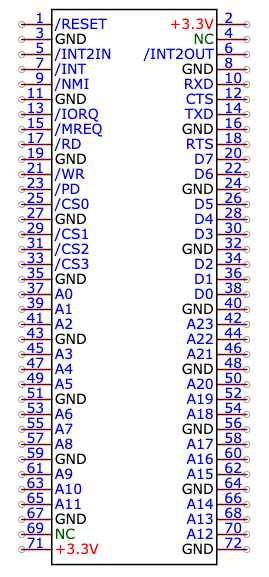 1 /RESET +3.3V 2
3 GND NC 4
5 /INT2IN /INT2OUT 6
7 /INT GND 8
9 /NMI RXD 10
11 GND CTS 12
13 /IORQ TXD 14
15 /MREQ GND 16
17 /RD RTS 18
19 GND D7 20
21 /WR D6 22
23 /PD GND 24
25 /CS0 D5 26
27 GND D4 28
29 /CS1 D3 30
31 /CS2 GND 32
33 /CS3 D2 34
35 GND D1 36
37 A0 D0 38
39 A1 GND 40
41 A2 A23 42
43 GND A22 44
45 A3 A21 46
47 A4 GND 48
49 A5 A20 50
51 GND A19 52
53 A6 A18 54
55 A7 GND 56
57 A8 A17 58
59 GND A16 60
61 A9 A15 62
63 A10 GND 64
65 A11 A14 66
67 GND A13 68
69 NC A12 70
71 +3.3V GND 72